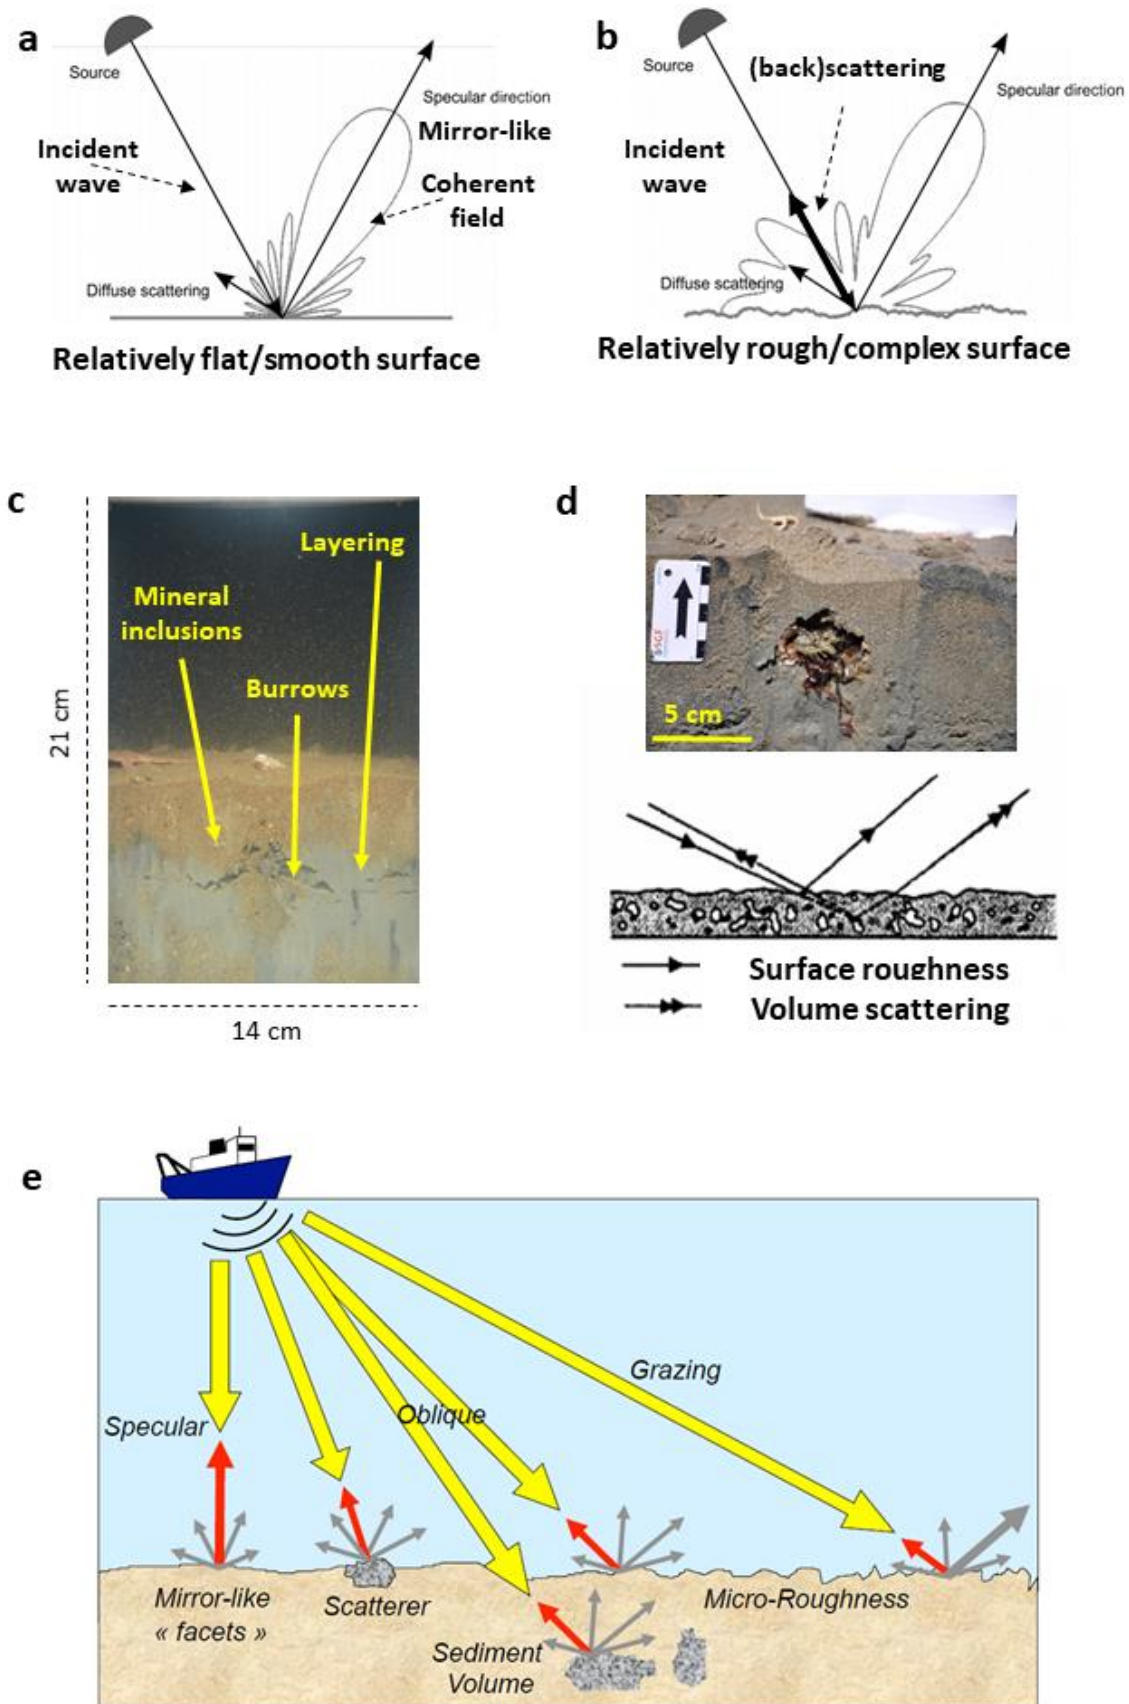 a
Source
Specular direction
Mirror-like
Incident
wave
Coherent
field
Diffuse scattering
Relatively flat/smooth surface
b
Source
(back)scattering
Specular direction
Incident
wave
Diffuse scattering
Relatively rough/complex surface
c
Layering
Mineral
inclusions
Burrows
21 cm
14 cm
d
5 cm
Surface roughness
Volume scattering
e
Specular
Oblique
Grazing
Mirror-like
« facets »
Scatterer
Sediment
Volume
Micro-Roughness